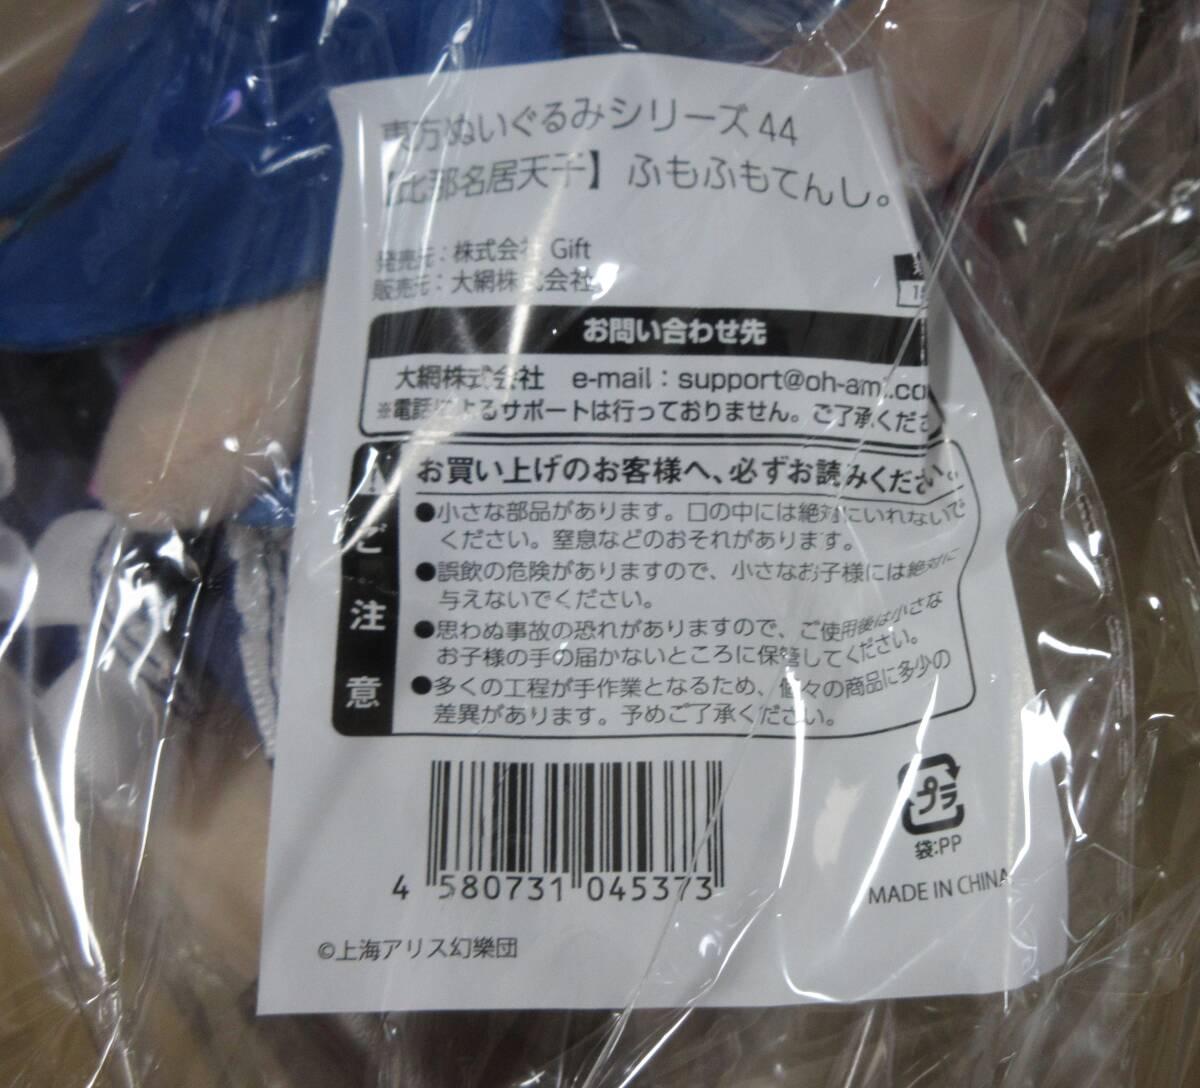 東方ぬいぐるみシリーズ44
【比那名居天子】 ふもふもてんし。
発売元：株式会社 Gift
販売元：大網株式会社
お問い合わせ先
大網株式会社 e-mail：support@oh-ami.co
※電話によるサポートは行っておりません。ご了承くださ
お買い上げのお客様へ、必ずお読みください。
ご注意
●小さな部品があります。口の中には絶対にいれないで
ください。窒息などのおそれがあります。
●誤飲の危険がありますので、小さなお子様には絶対に
与えないでください。
●思わぬ事故の恐れがありますので、ご使用後は小さな
お子様の手の届かないところに保管してください。
●多くの工程が手作業となるため、個々の商品に多少の
差異があります。予めご了承ください。
4 580731 045373
プラ
袋:PP
MADE IN CHINA
©上海アリス幻樂団